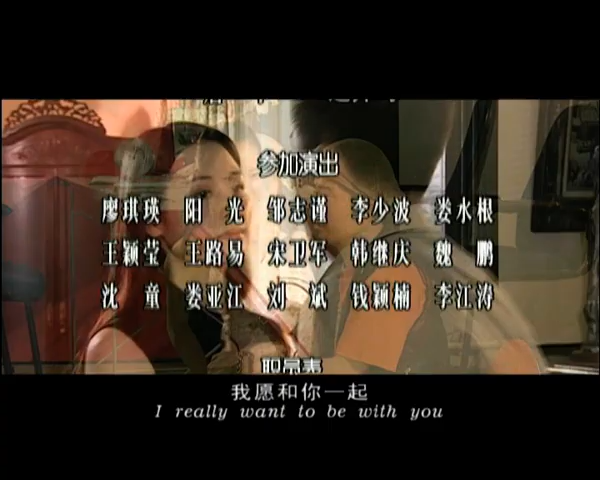 参加演出
廖琪瑛 阳光 邹志谨 李少波 娄水根
王颖莹 王路易 宋卫军 韩继庆 魏鹏
沈童 娄亚江 刘斌 钱颖楠 李江涛
职员表
我愿和你一起
I really want to be with you